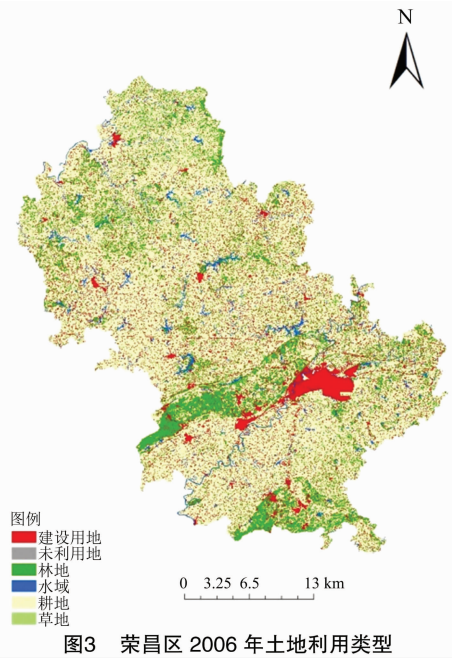 N
图例
建设用地
未利用地
林地
水域
耕地
草地
0 3.25 6.5 13 km
图3 荣昌区 2006 年土地利用类型